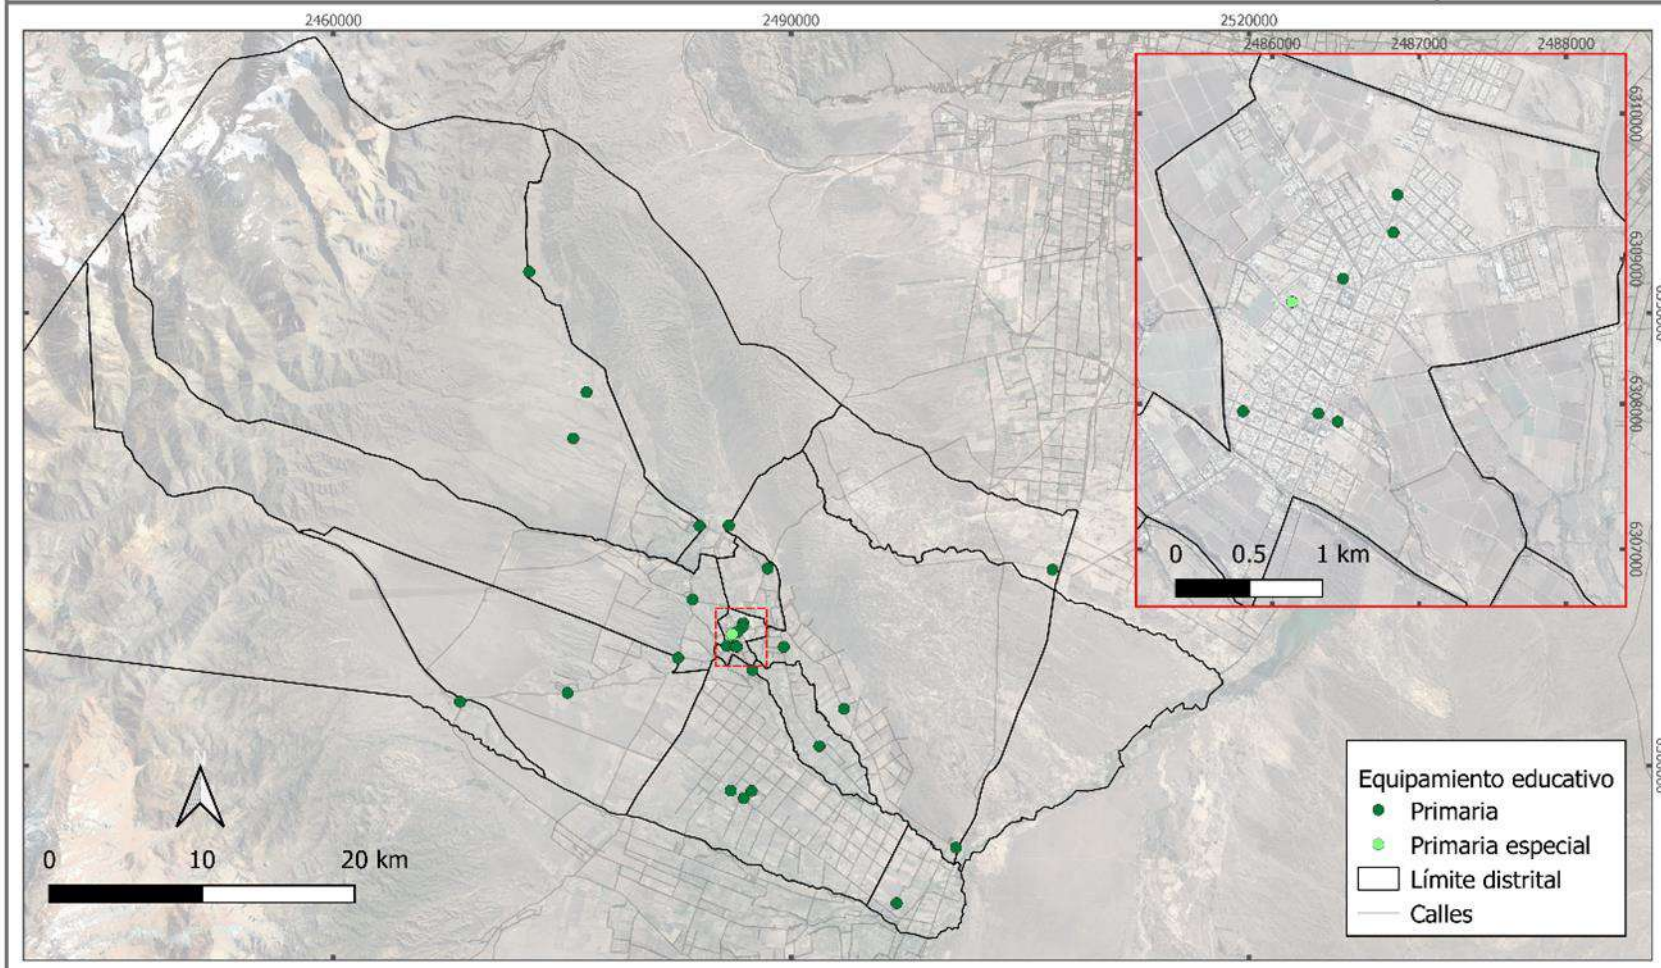 2460000
2490000
2520000
2486000
2487000
2488000
6310000
6309000
6308000
6307000
0
0.5
1 km
Equipamiento educativo
Primaria
Primaria especial
Límite distrital
Calles
0
10
20 km